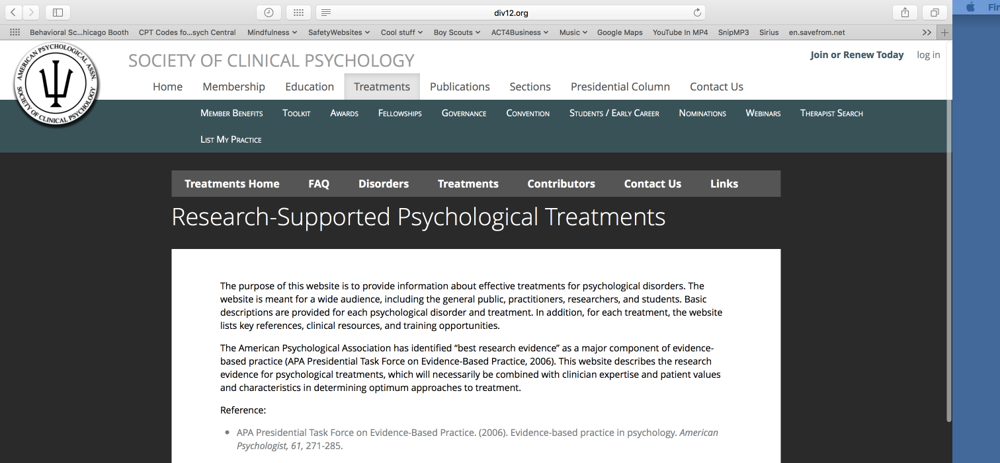 div12.org
Fin
Behavioral Sc...hicago Booth CPT Codes fo...sych Central Mindfulness SafetyWebsites Cool stuff Boy Scouts ACT4Business Music Google Maps YouTube In MP4 SnipMP3 Sirius en.savefrom.net
AMERICAN PSYCHOLOGICAL ASSN.
SOCIETY OF CLINICAL PSYCHOLOGY
SOCIETY OF CLINICAL PSYCHOLOGY
Join or Renew Today log in
Home Membership Education Treatments Publications Sections Presidential Column Contact Us
Member Benefits Toolkit Awards Fellowships Governance Convention Students / Early Career Nominations Webinars Therapist Search
List My Practice
Treatments Home FAQ Disorders Treatments Contributors Contact Us Links
Research-Supported Psychological Treatments
The purpose of this website is to provide information about effective treatments for psychological disorders. The
website is meant for a wide audience, including the general public, practitioners, researchers, and students. Basic
descriptions are provided for each psychological disorder and treatment. In addition, for each treatment, the website
lists key references, clinical resources, and training opportunities.
The American Psychological Association has identified “best research evidence” as a major component of evidence-
based practice (APA Presidential Task Force on Evidence-Based Practice, 2006). This website describes the research
evidence for psychological treatments, which will necessarily be combined with clinician expertise and patient values
and characteristics in determining optimum approaches to treatment.
Reference:
• APA Presidential Task Force on Evidence-Based Practice. (2006). Evidence-based practice in psychology. American
Psychologist, 61, 271-285.